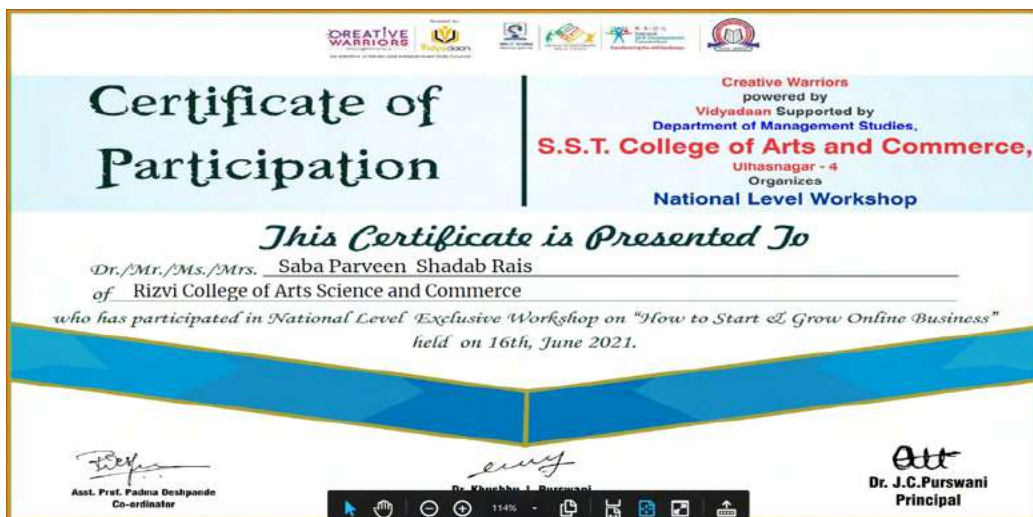 CREATIVE
WARRIORS
Vidyadaan
Certificate of
Participation
Creative Warriors
powered by
Vidyadaan Supported by
Department of Management Studies,
S.S.T. College of Arts and Commerce,
Ulhasnagar - 4
Organizes
National Level Workshop
This Certificate is Presented To
Dr./Mr./Ms./Mrs. Saba Parveen Shadab Rais
of Rizvi College of Arts Science and Commerce
who has participated in National Level Exclusive Workshop on "How to Start & Grow Online Business"
held on 16th, June 2021.
Asst. Prof. Padma Deshpande
Co-ordinator
Dr. Khushbu J. Purswani
Dr. J.C.Purswani
Principal
114%